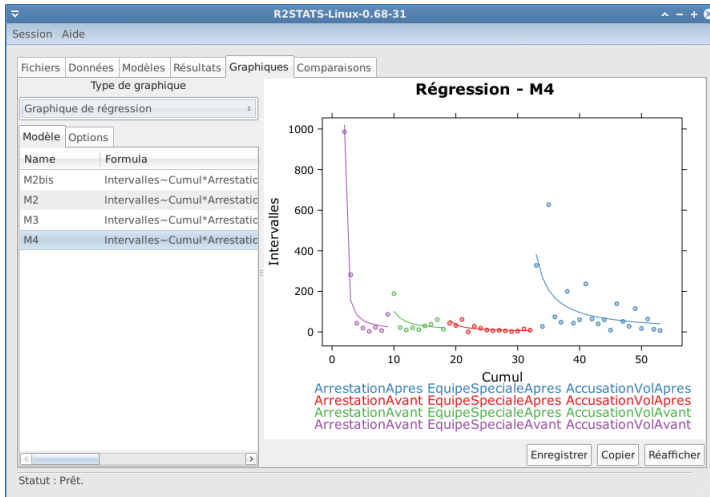 R2STATS-Linux-0.68-31
Session Aide
Fichiers Données Modèles Résultats Graphiques Comparaisons
Type de graphique
Graphique de régression
Modèle Options
Name Formula
M2bis Intervalles~Cumul*Arrestatic
M2 Intervalles~Cumul*Arrestatic
M3 Intervalles~Cumul*Arrestatic
M4 Intervalles~Cumul*Arrestatic
Régression - M4
Intervalles
1000
800
600
400
200
0
0 10 20 30 40 50
Cumul
ArrestationApres EquipeSpecialeApres AccusationVolApres
ArrestationAvant EquipeSpecialeApres AccusationVolApres
ArrestationAvant EquipeSpecialeApres AccusationVolAvant
ArrestationAvant EquipeSpecialeAvant AccusationVolAvant
Enregistrer Copier Réafficher
Statut : Prêt.